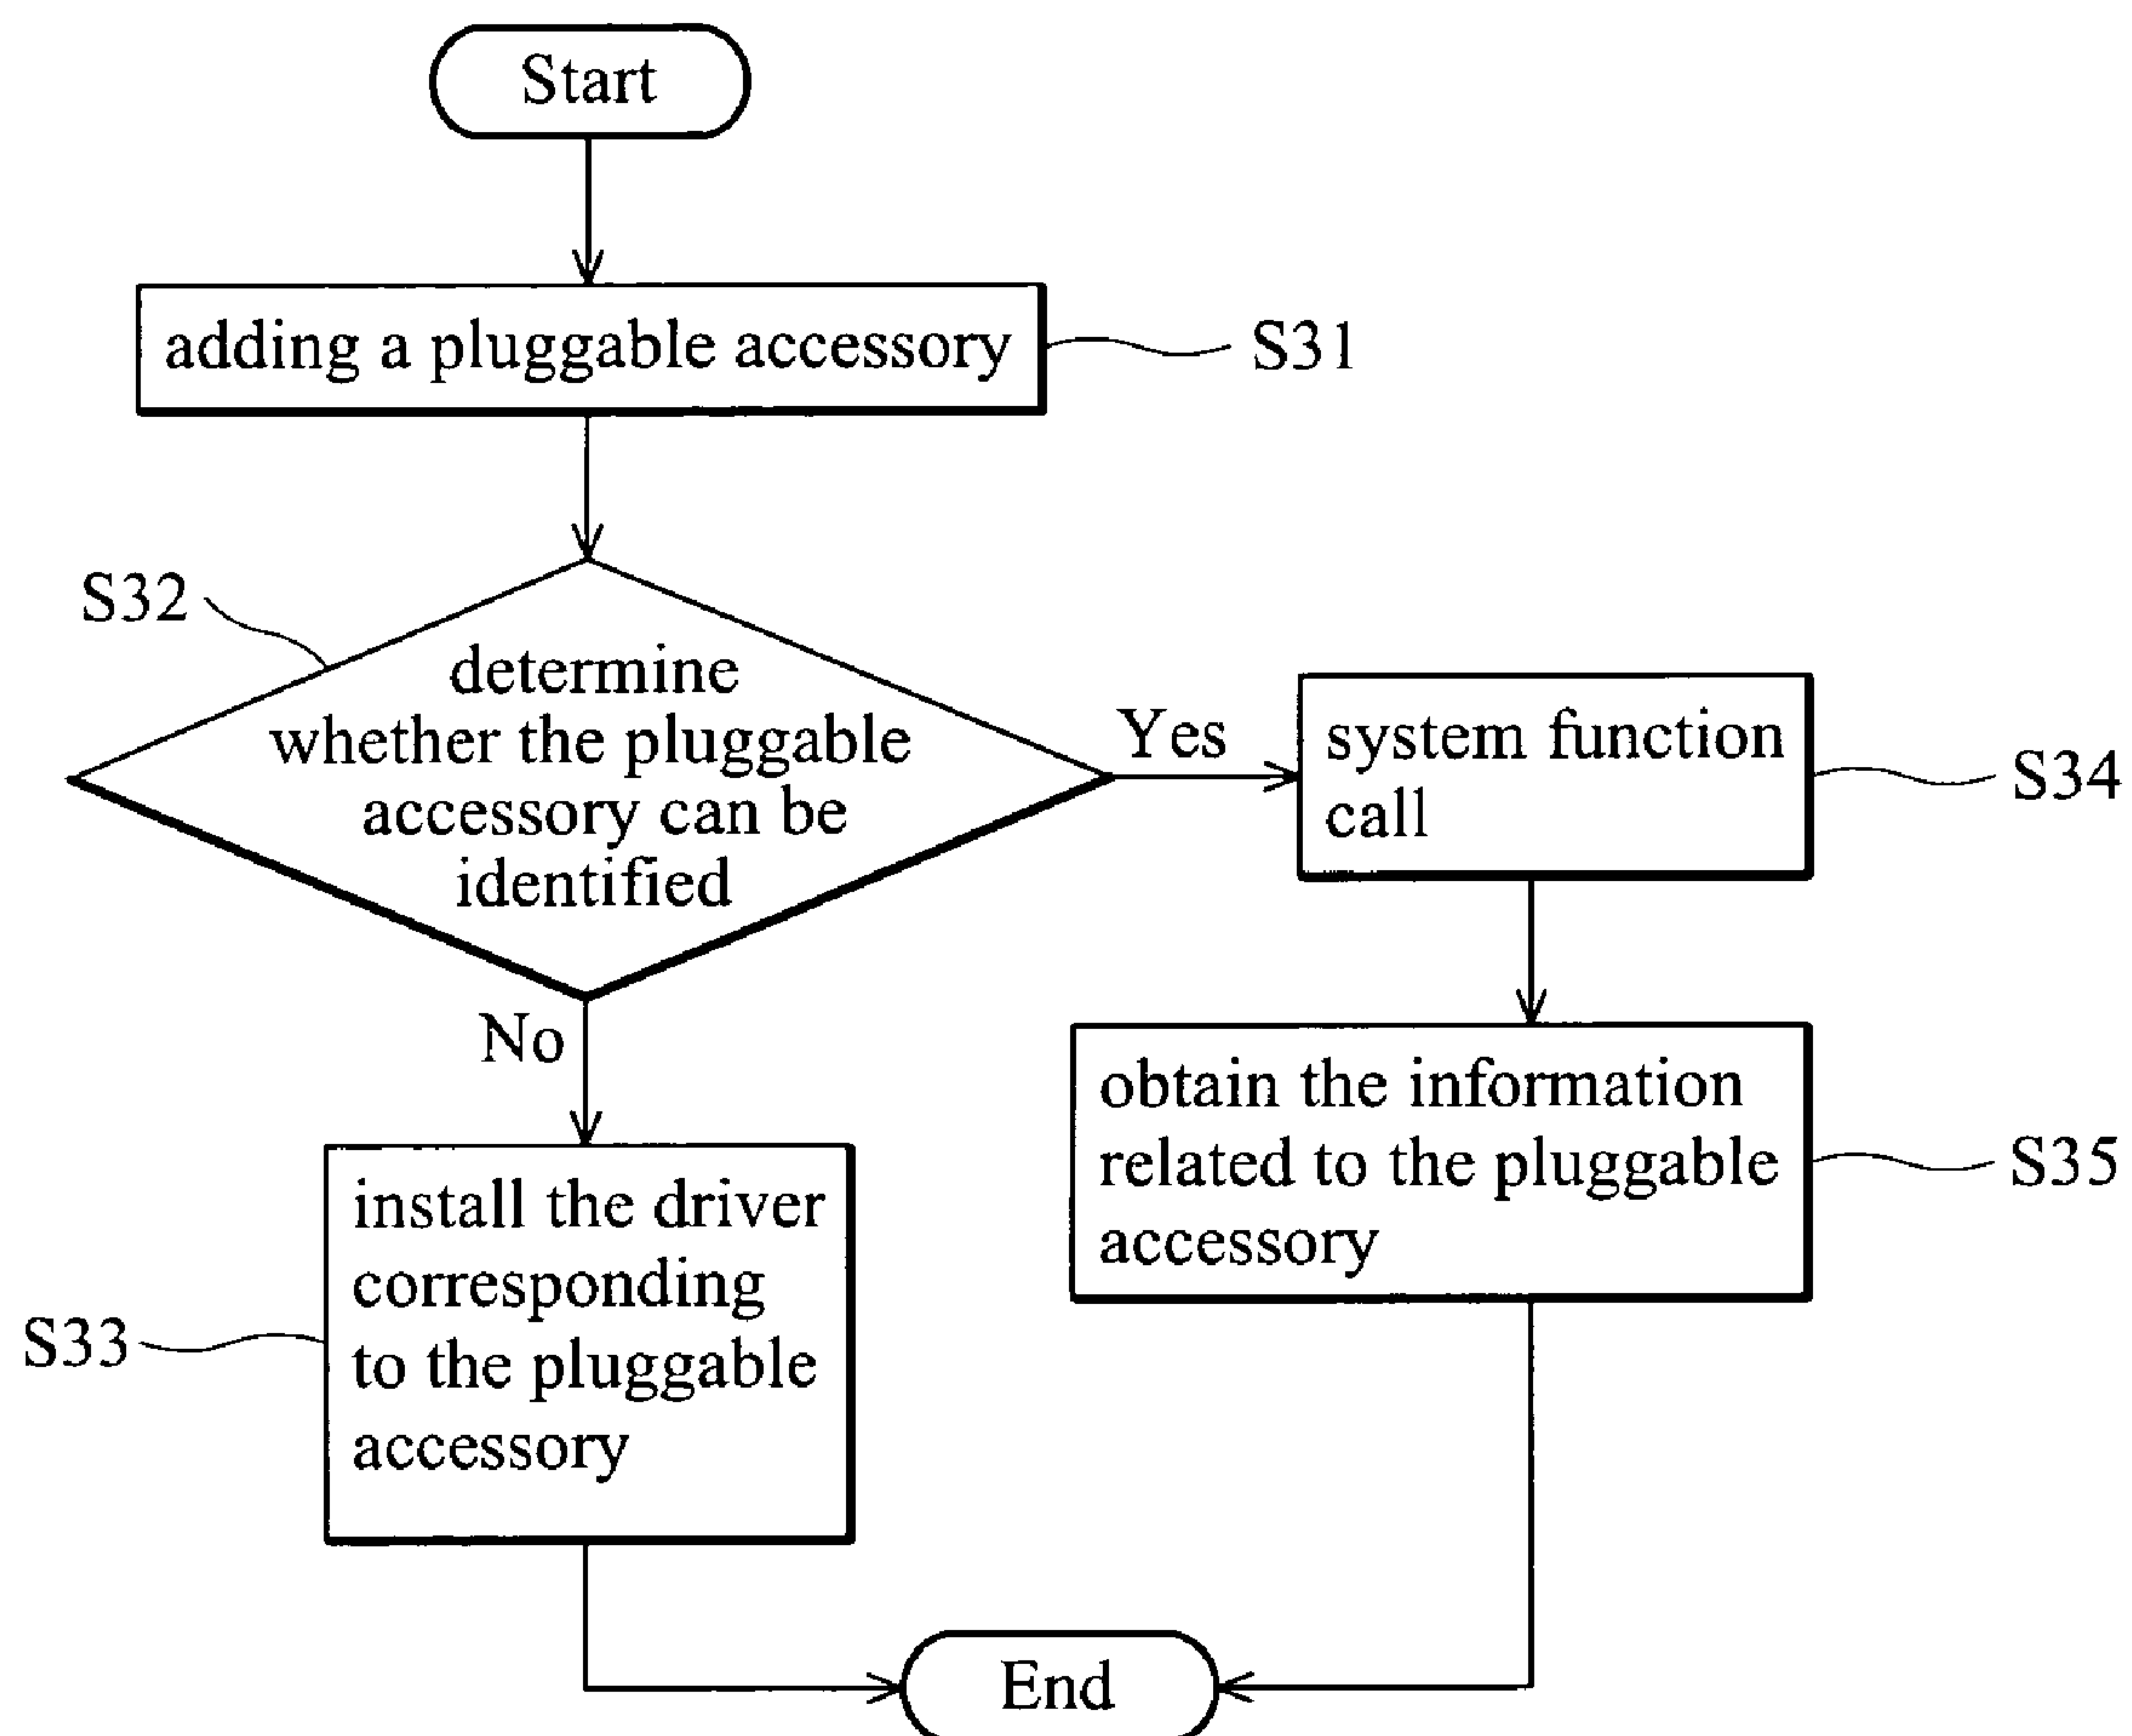 Start
adding a pluggable accessory
S31
S32
determine
whether the pluggable
accessory can be
identified
Yes
system function
call
S34
No
obtain the information
related to the pluggable
accessory
S35
install the driver
corresponding
to the pluggable
accessory
S33
End